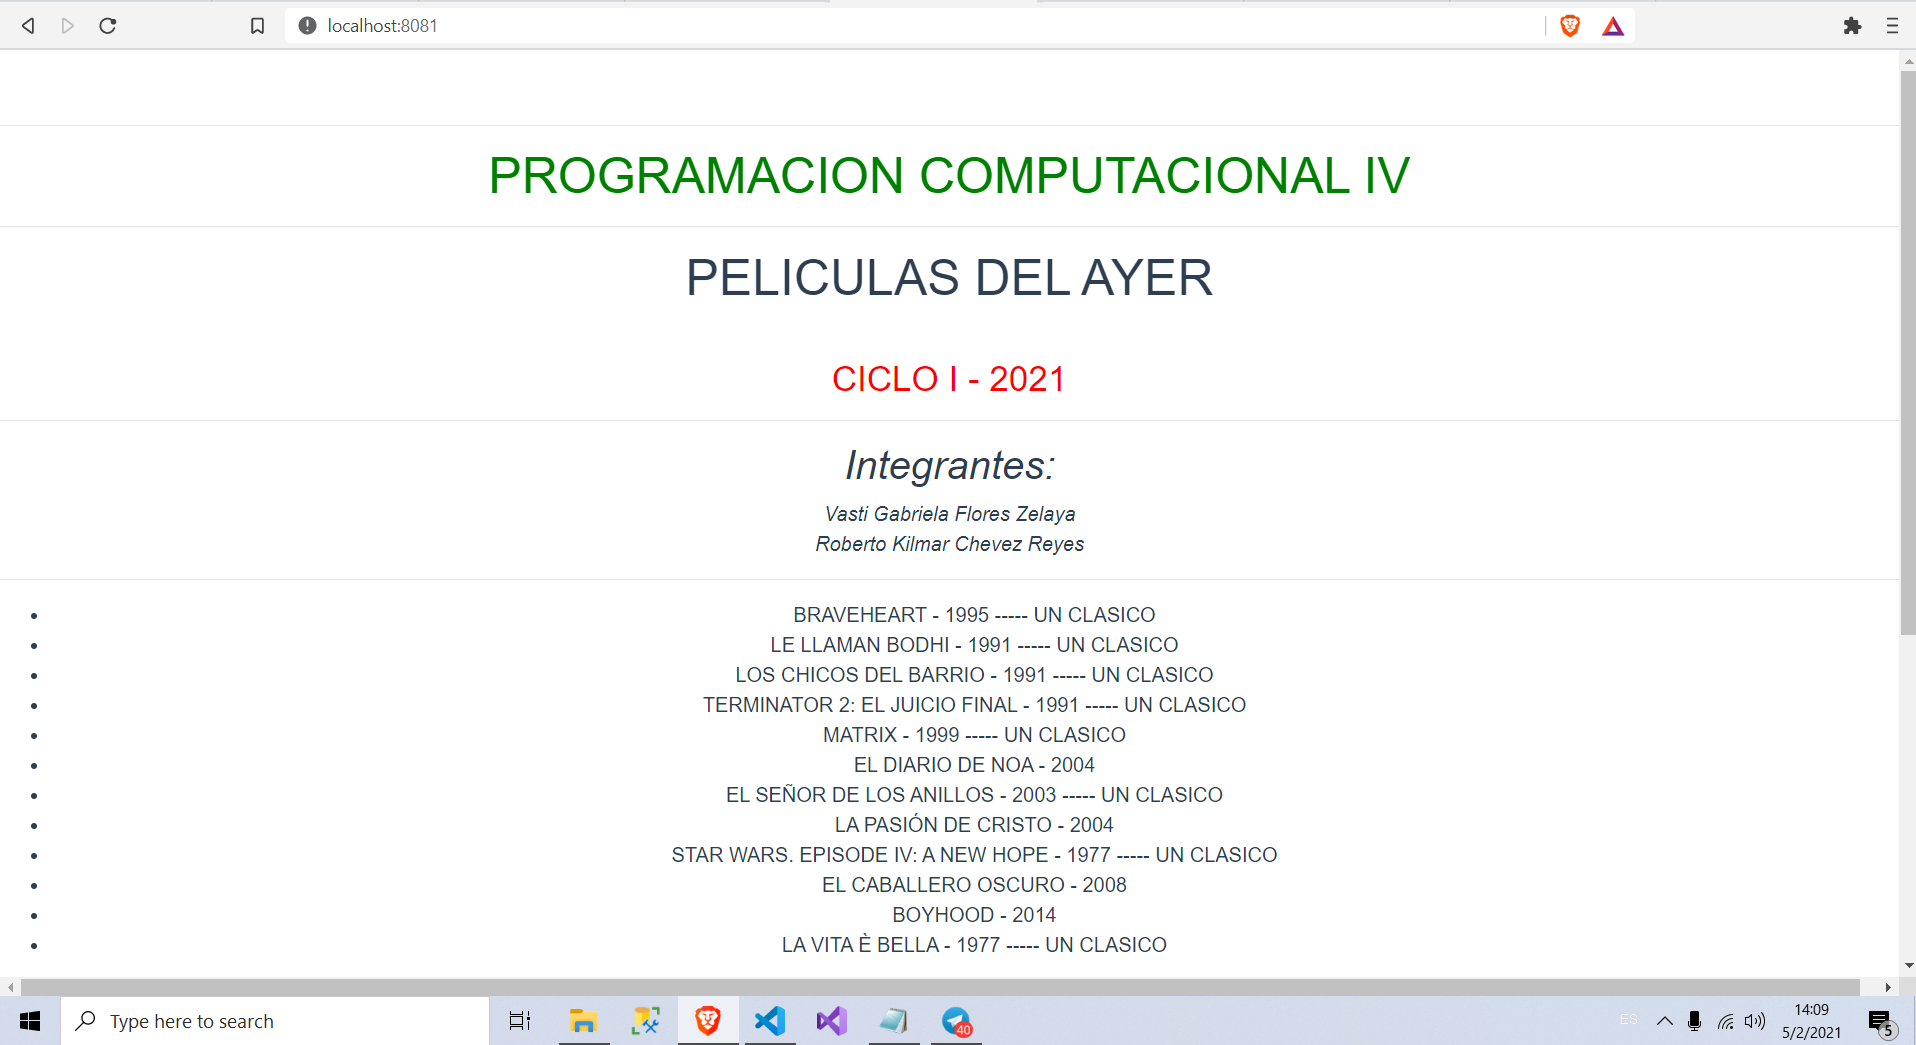 localhost:8081
PROGRAMACION COMPUTACIONAL IV
PELICULAS DEL AYER
CICLO I - 2021
Integrantes:
Vasti Gabriela Flores Zelaya
Roberto Kilmar Chevez Reyes
BRAVEHEART - 1995 ----- UN CLASICO
LE LLAMAN BODHI - 1991 ----- UN CLASICO
LOS CHICOS DEL BARRIO - 1991 ----- UN CLASICO
TERMINATOR 2: EL JUICIO FINAL - 1991 ----- UN CLASICO
MATRIX - 1999 ----- UN CLASICO
EL DIARIO DE NOA - 2004
EL SEÑOR DE LOS ANILLOS - 2003 ----- UN CLASICO
LA PASIÓN DE CRISTO - 2004
STAR WARS. EPISODE IV: A NEW HOPE - 1977 ----- UN CLASICO
EL CABALLERO OSCURO - 2008
BOYHOOD - 2014
LA VITA È BELLA - 1977 ----- UN CLASICO
Type here to search
40
ES
14:09
5/2/2021
5